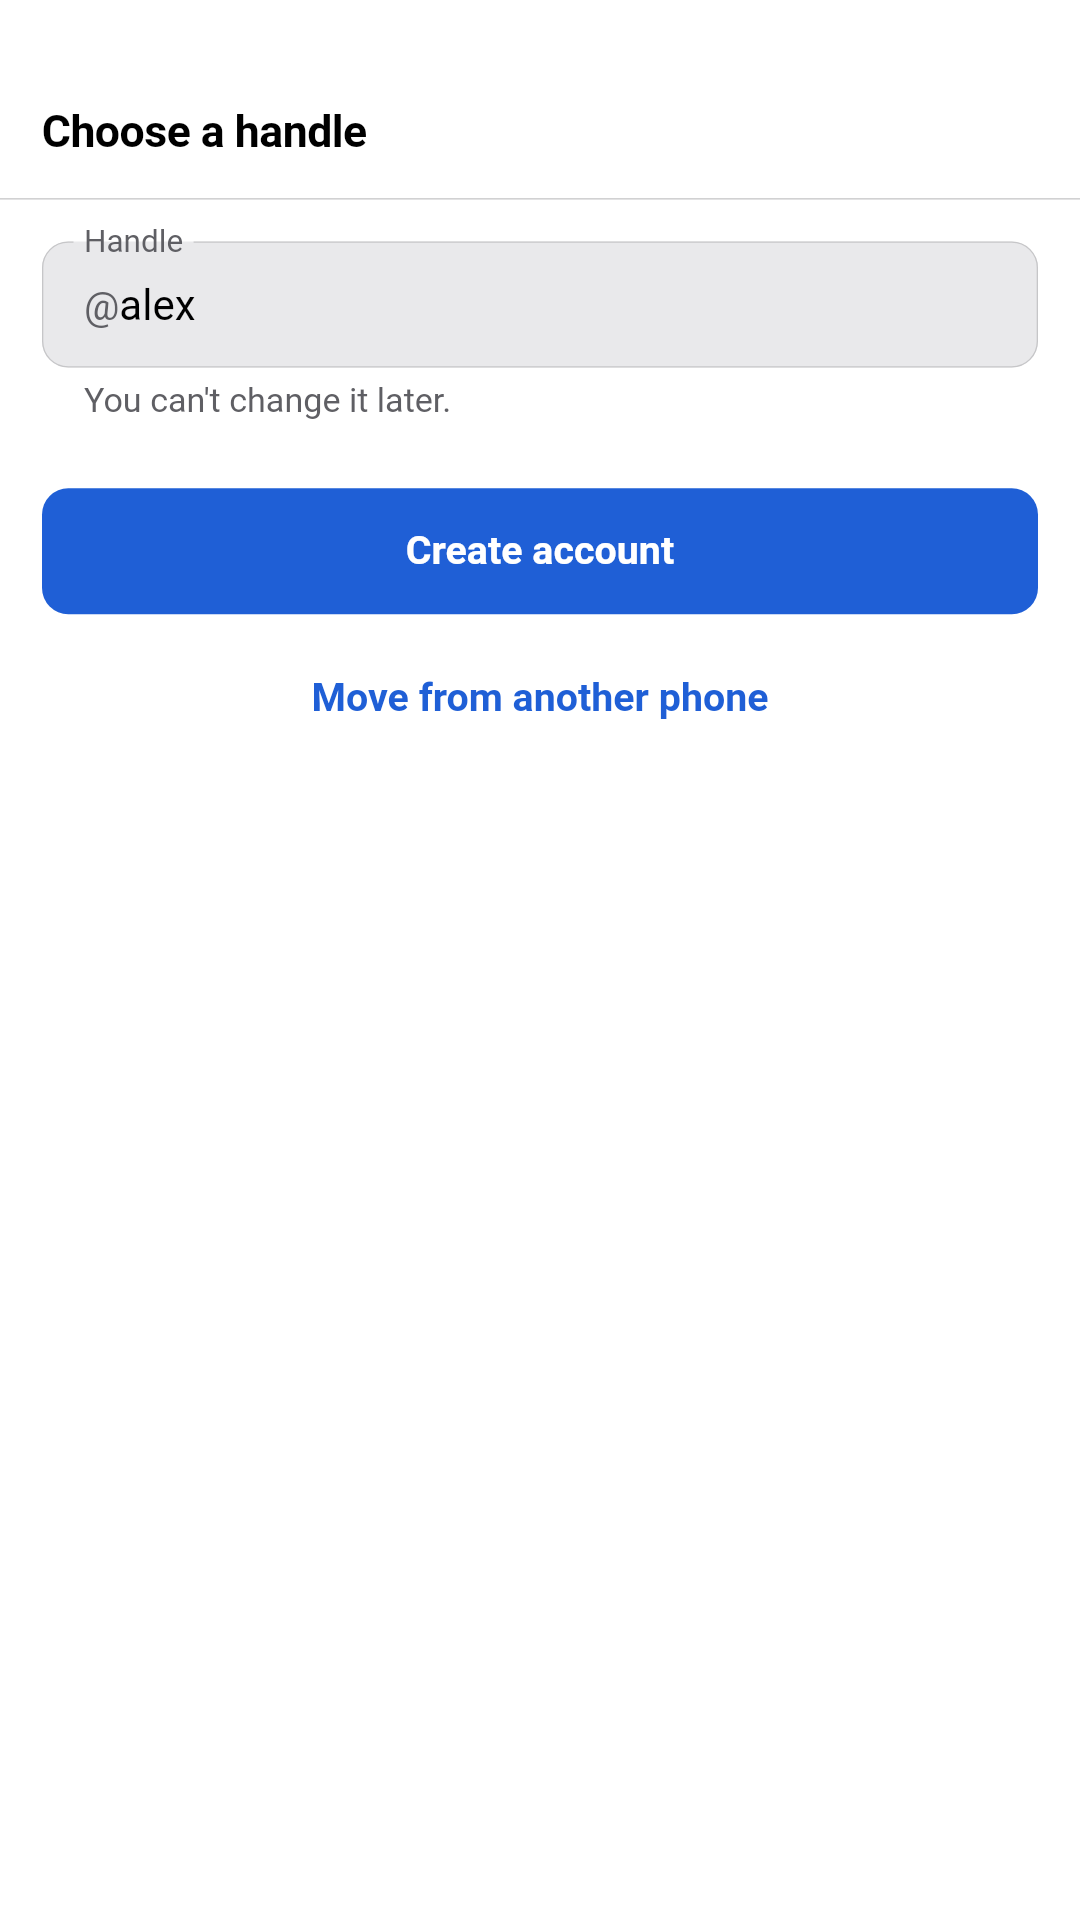 Choose a handle
Handle
@alex
You can't change it later.
Create account
Move from another phone